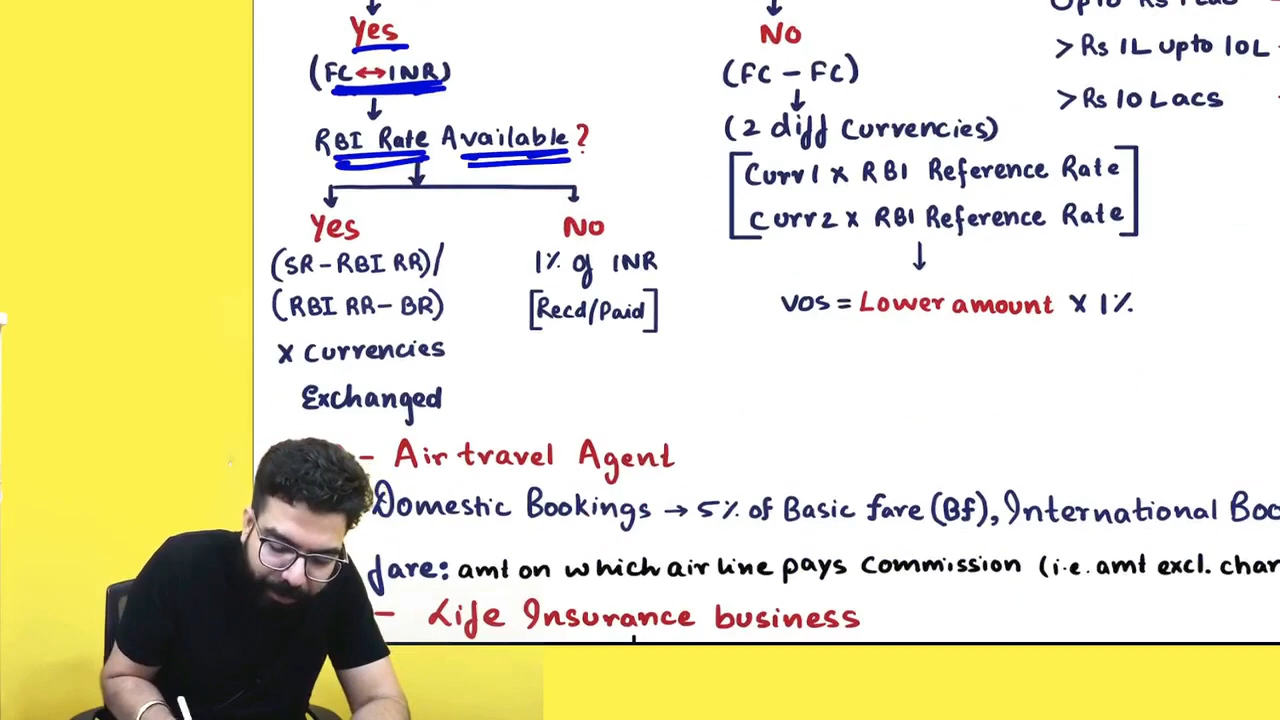 Yes
(FC ↔ INR)
RBI Rate Available?
Yes
(SR - RBI RR)/
(RBI RR - BR)
x Currencies
Exchanged
No
1% of INR
[Recd/Paid]
No
(FC - FC)
(2 diff Currencies)
[Curr1 x RBI Reference Rate
Curr2 x RBI Reference Rate]
VOS = Lower amount x 1%
> Rs 1L upto 10L
> Rs 10 Lacs
- Air travel Agent
Domestic Bookings → 5% of Basic fare (Bf), International
fare: amt on which airline pays Commission (i.e. amt excl.
- Life Insurance business